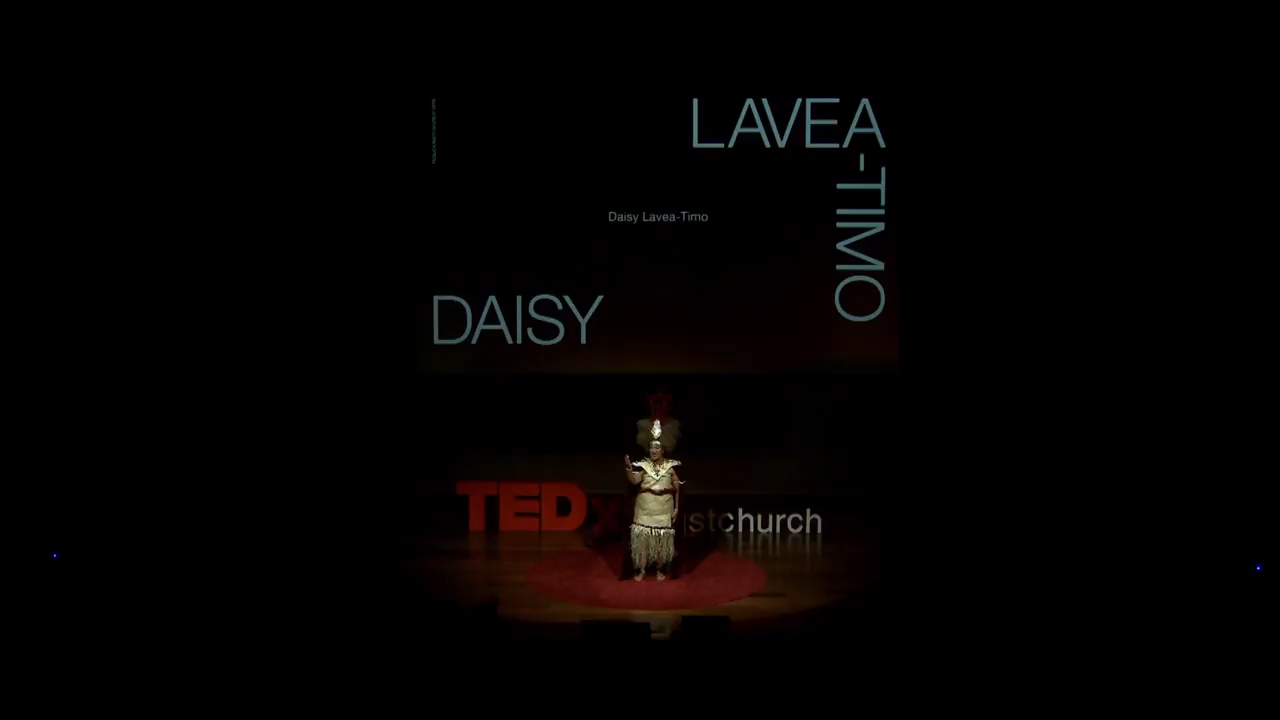 LAVEA
-TIMO
Daisy Lavea-Timo
DAISY
TEDx
stchurch